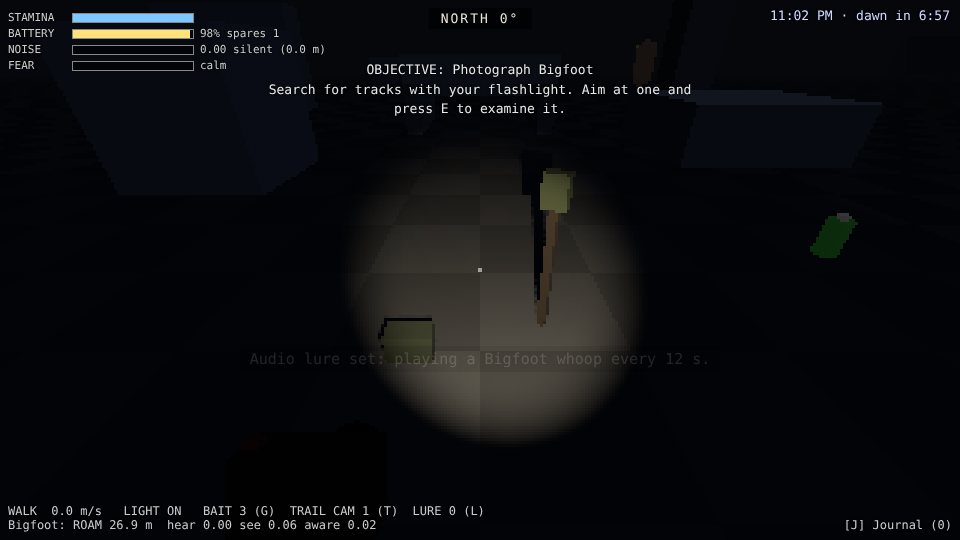 STAMINA
BATTERY 98% spares 1
NOISE 0.00 silent (0.0 m)
FEAR calm
NORTH 0°
11:02 PM · dawn in 6:57
OBJECTIVE: Photograph Bigfoot
Search for tracks with your flashlight. Aim at one and
press E to examine it.
Audio lure set: playing a Bigfoot whoop every 12 s.
WALK 0.0 m/s LIGHT ON BAIT 3 (G) TRAIL CAM 1 (T) LURE 0 (L)
Bigfoot: ROAM 26.9 m hear 0.00 see 0.06 aware 0.02
[J] Journal (0)